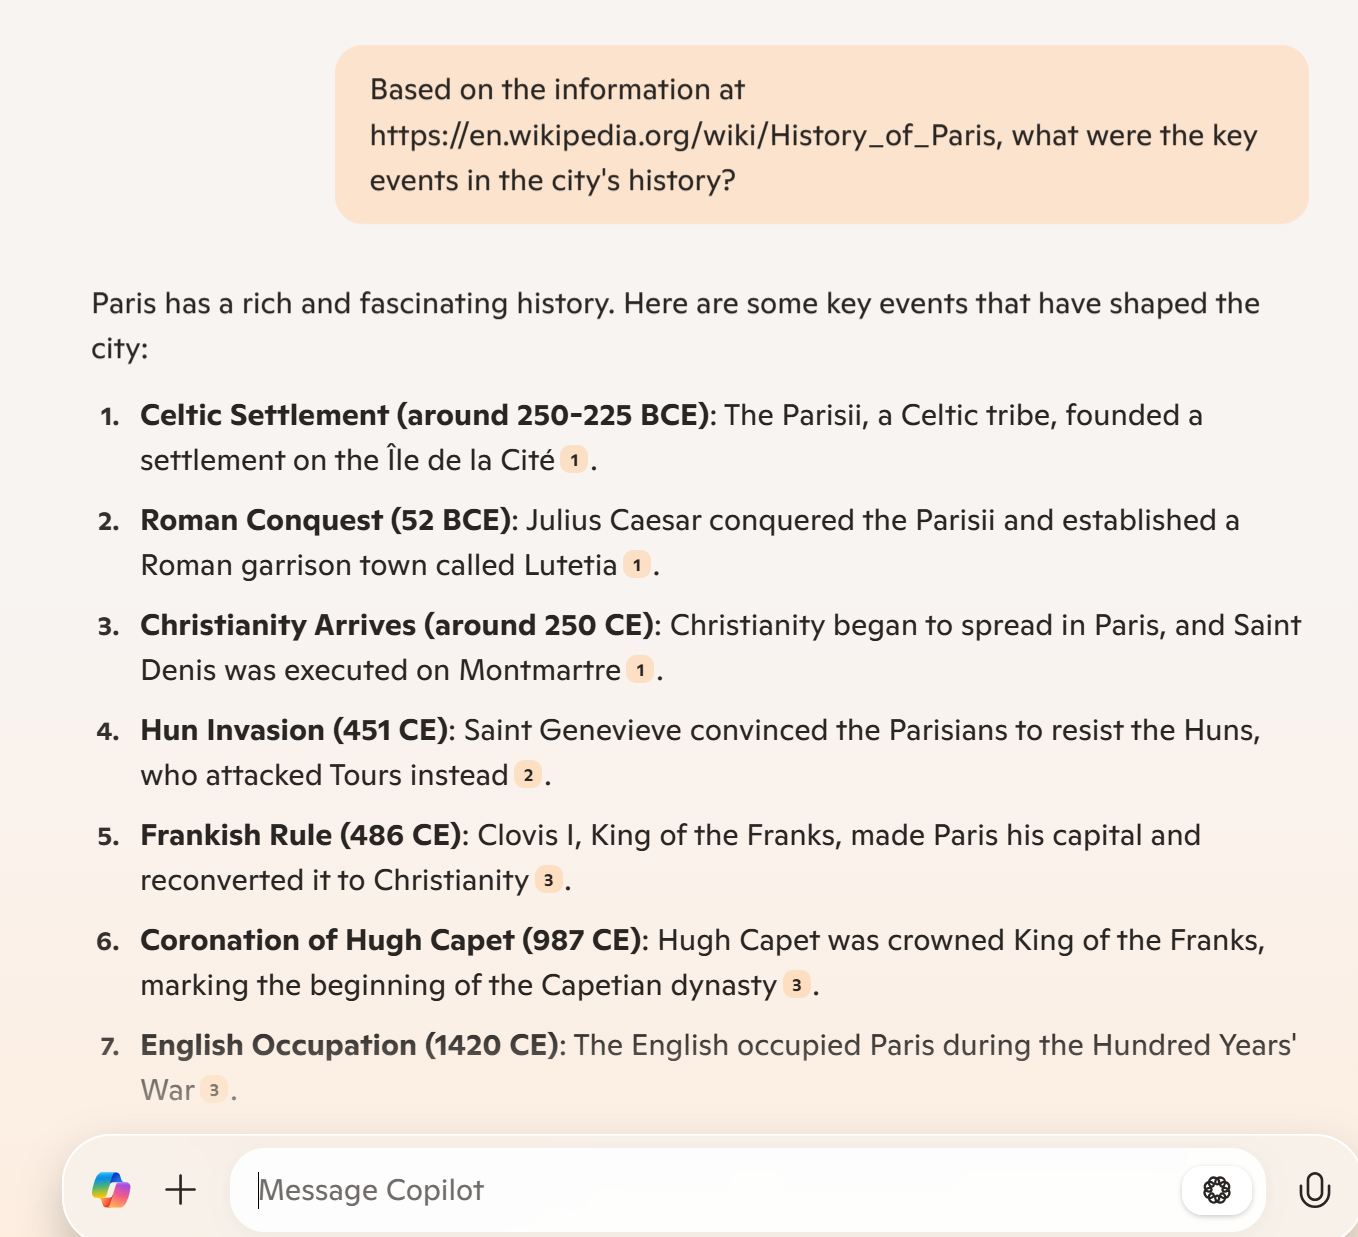 Based on the information at
https://en.wikipedia.org/wiki/History_of_Paris, what were the key
events in the city's history?
Paris has a rich and fascinating history. Here are some key events that have shaped the
city:
1. Celtic Settlement (around 250-225 BCE): The Parisii, a Celtic tribe, founded a
settlement on the Île de la Cité 1.
2. Roman Conquest (52 BCE): Julius Caesar conquered the Parisii and established a
Roman garrison town called Lutetia 1.
3. Christianity Arrives (around 250 CE): Christianity began to spread in Paris, and Saint
Denis was executed on Montmartre 1.
4. Hun Invasion (451 CE): Saint Genevieve convinced the Parisians to resist the Huns,
who attacked Tours instead 2.
5. Frankish Rule (486 CE): Clovis I, King of the Franks, made Paris his capital and
reconverted it to Christianity 3.
6. Coronation of Hugh Capet (987 CE): Hugh Capet was crowned King of the Franks,
marking the beginning of the Capetian dynasty 3.
7. English Occupation (1420 CE): The English occupied Paris during the Hundred Years'
War 3.
Message Copilot